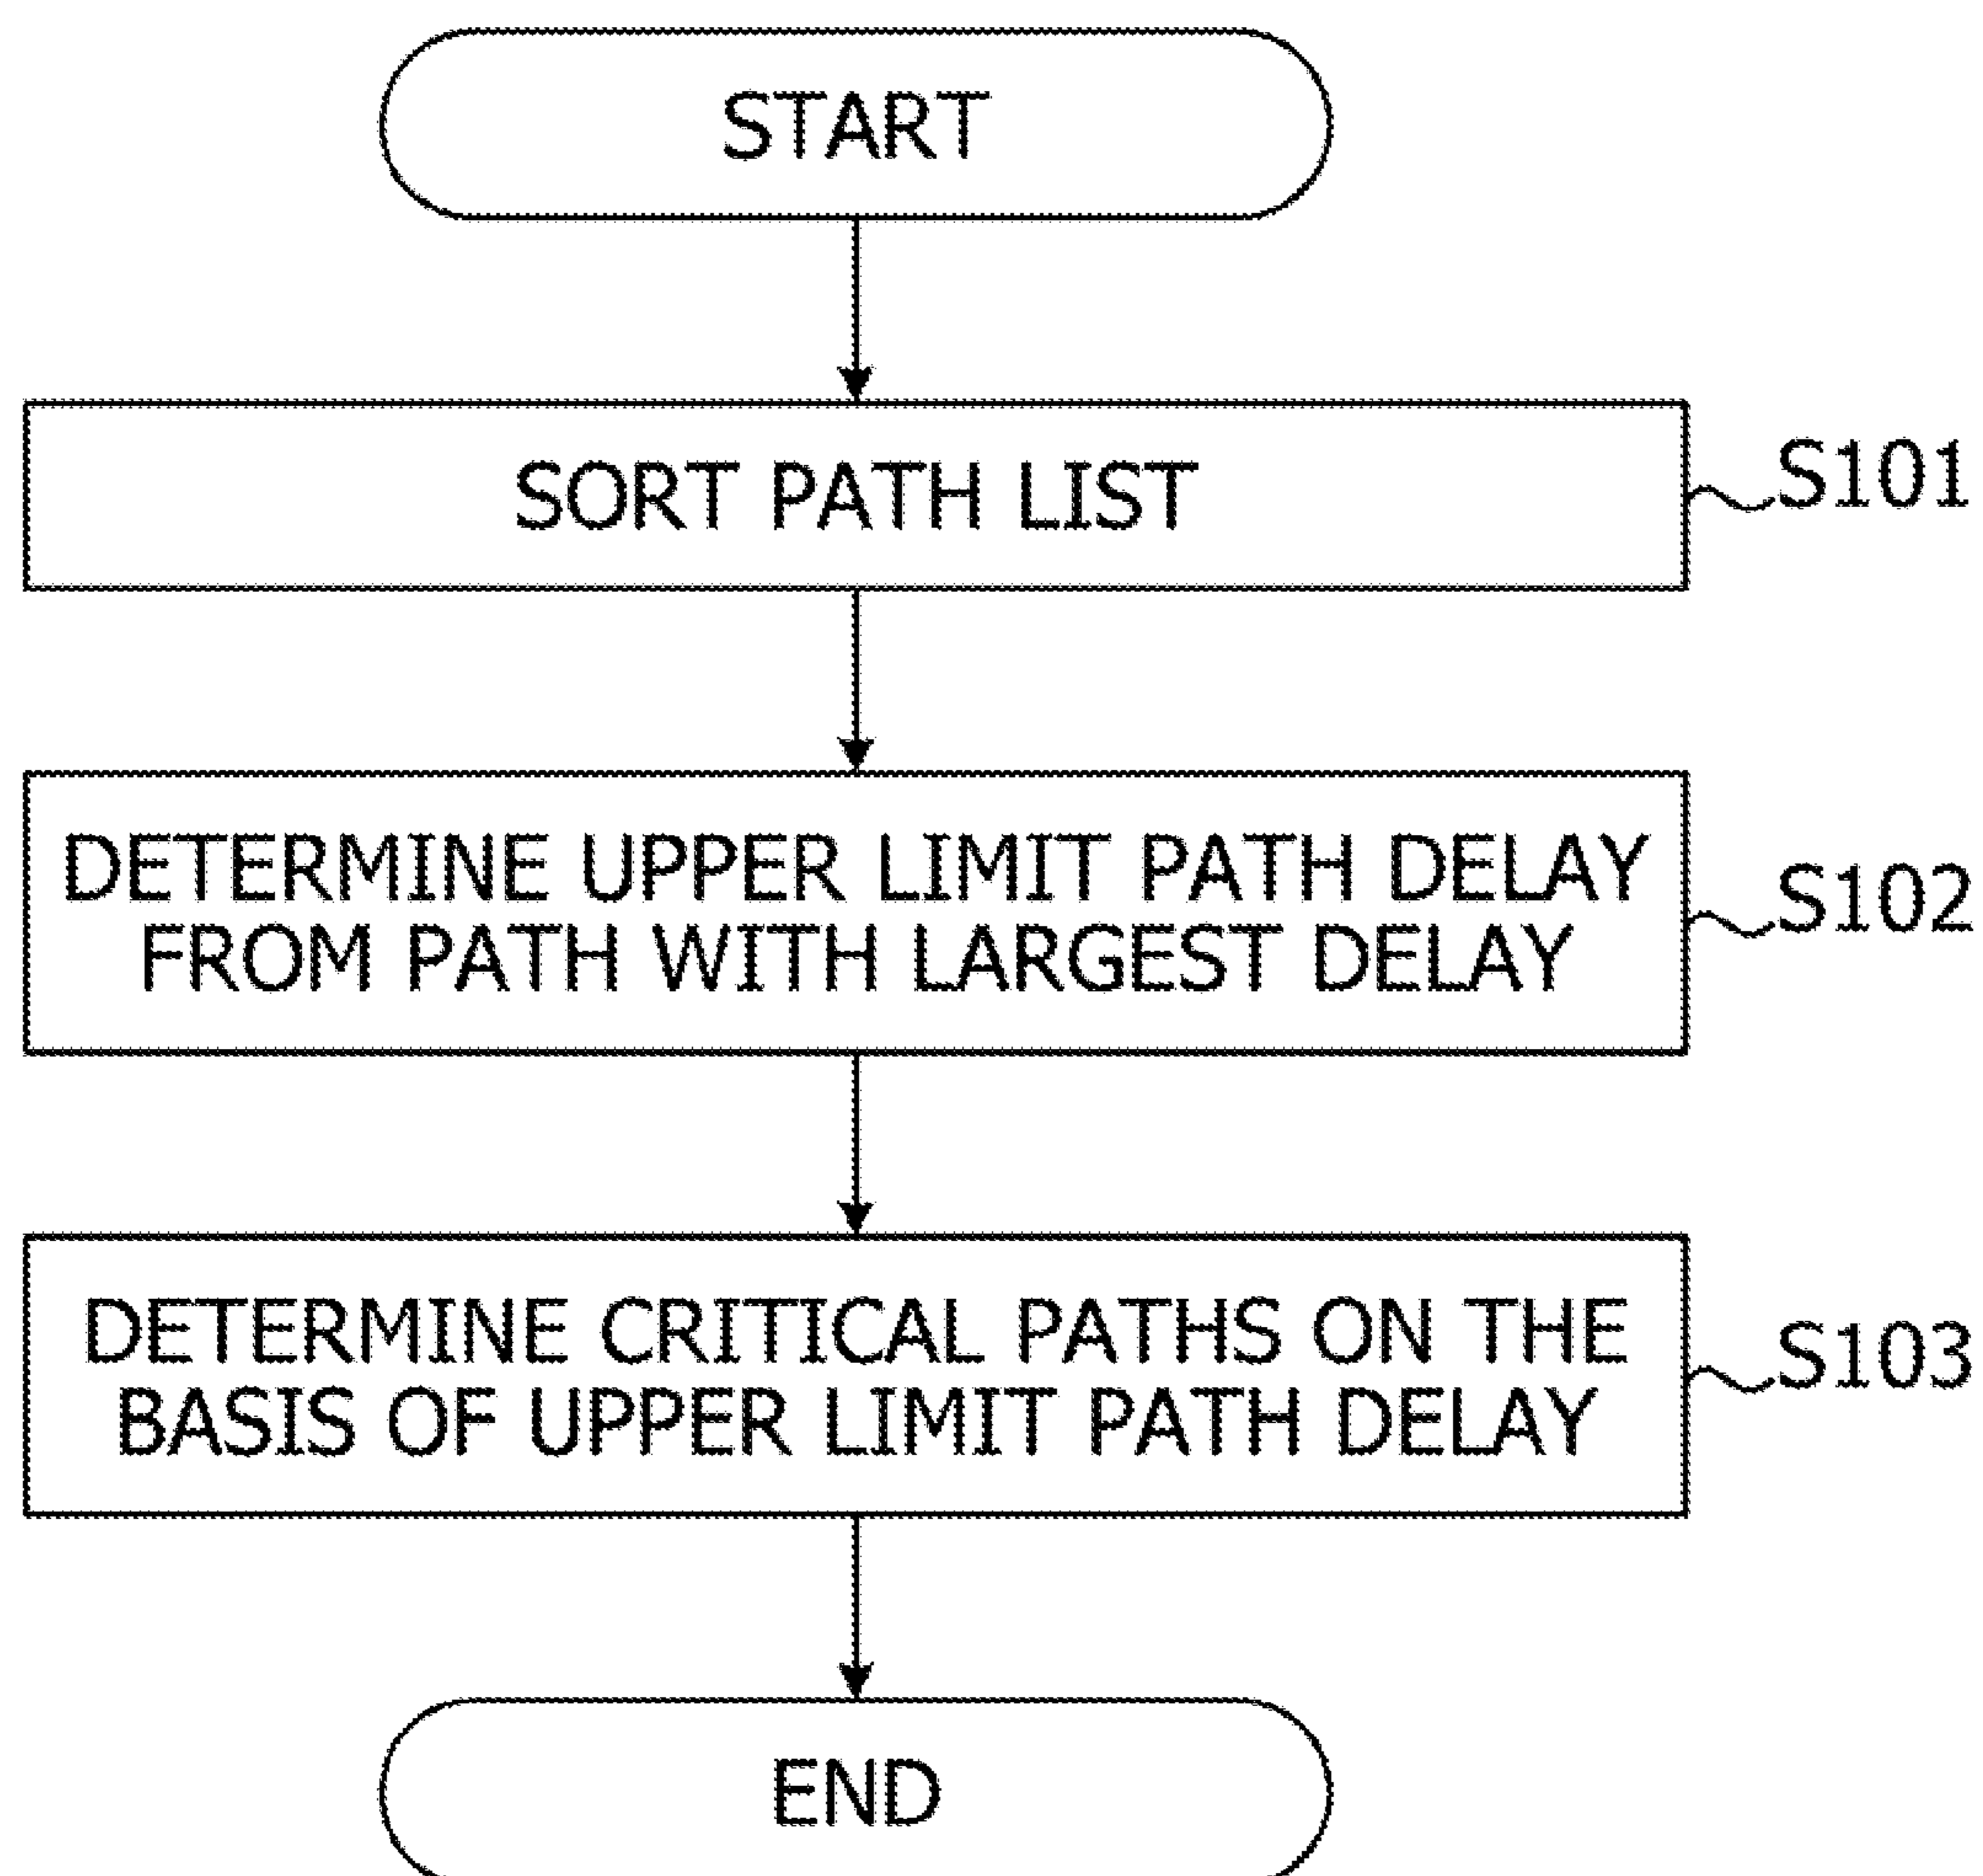 START
SORT PATH LIST
S101
DETERMINE UPPER LIMIT PATH DELAY
FROM PATH WITH LARGEST DELAY
S102
DETERMINE CRITICAL PATHS ON THE
BASIS OF UPPER LIMIT PATH DELAY
S103
END